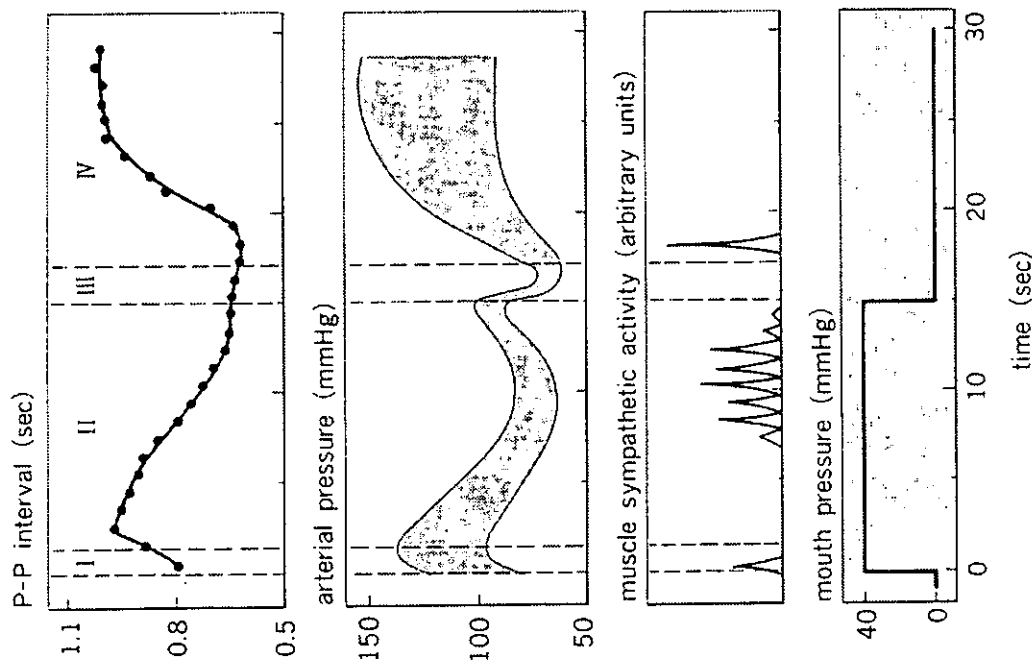 P-P interval (sec)
1.1
0.8
0.5
I
II
III
IV
arterial pressure (mmHg)
150
100
50
muscle sympathetic activity (arbitrary units)
mouth pressure (mmHg)
40
0
0
10
20
30
time (sec)